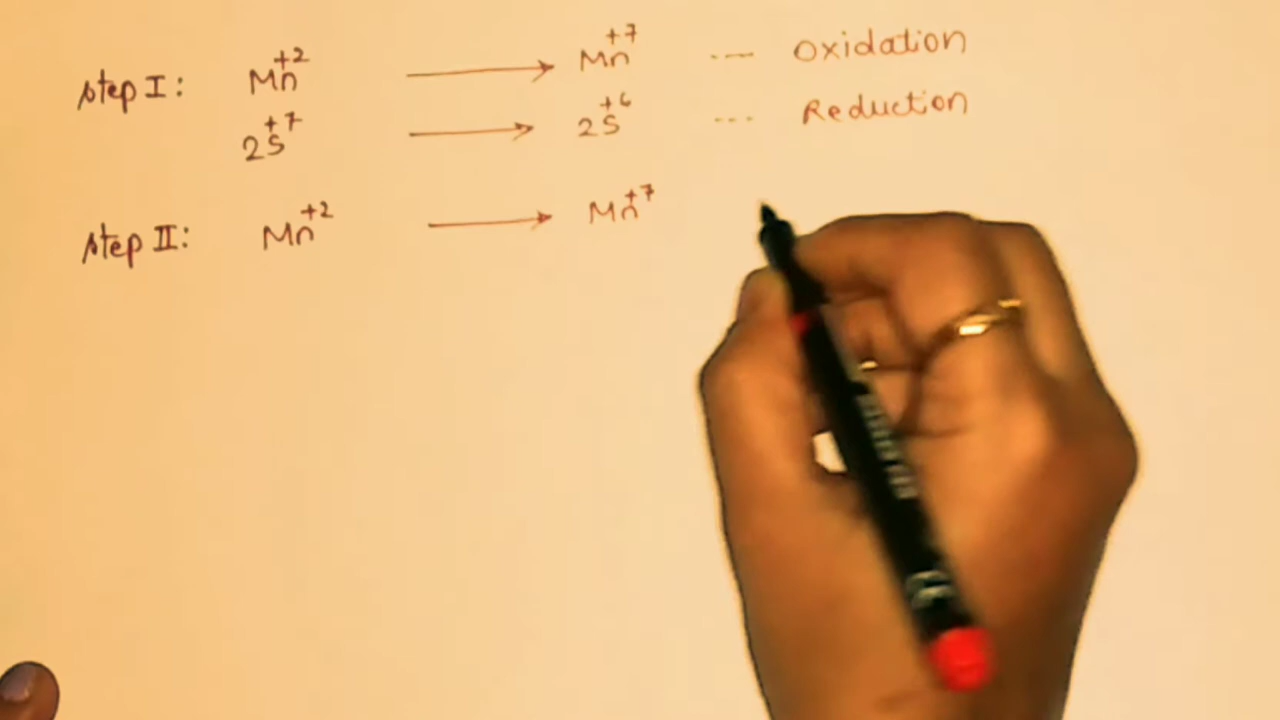 Step I: Mn+2 ⟶ Mn+7 --- Oxidation
2S+7 ⟶ 2S+6 --- Reduction
Step II: Mn+2 ⟶ Mn+7